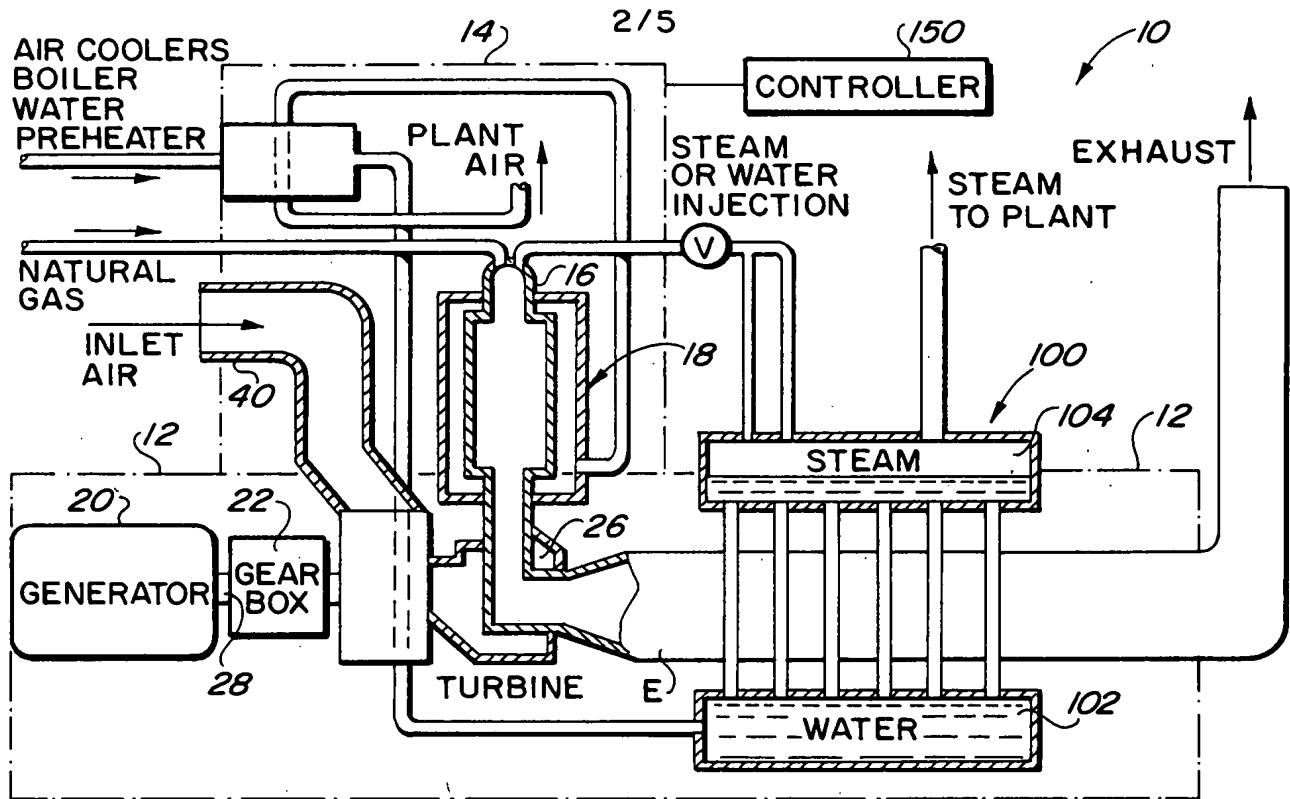 2/5
14
150
10
AIR COOLERS
BOILER
WATER
PREHEATER
CONTROLLER
PLANT
AIR
STEAM
OR WATER
INJECTION
EXHAUST
STEAM
TO PLANT
V
NATURAL
GAS
16
INLET
AIR
18
40
100
104
12
12
STEAM
20
22
26
GENERATOR
GEAR
BOX
28
TURBINE
E
WATER
102